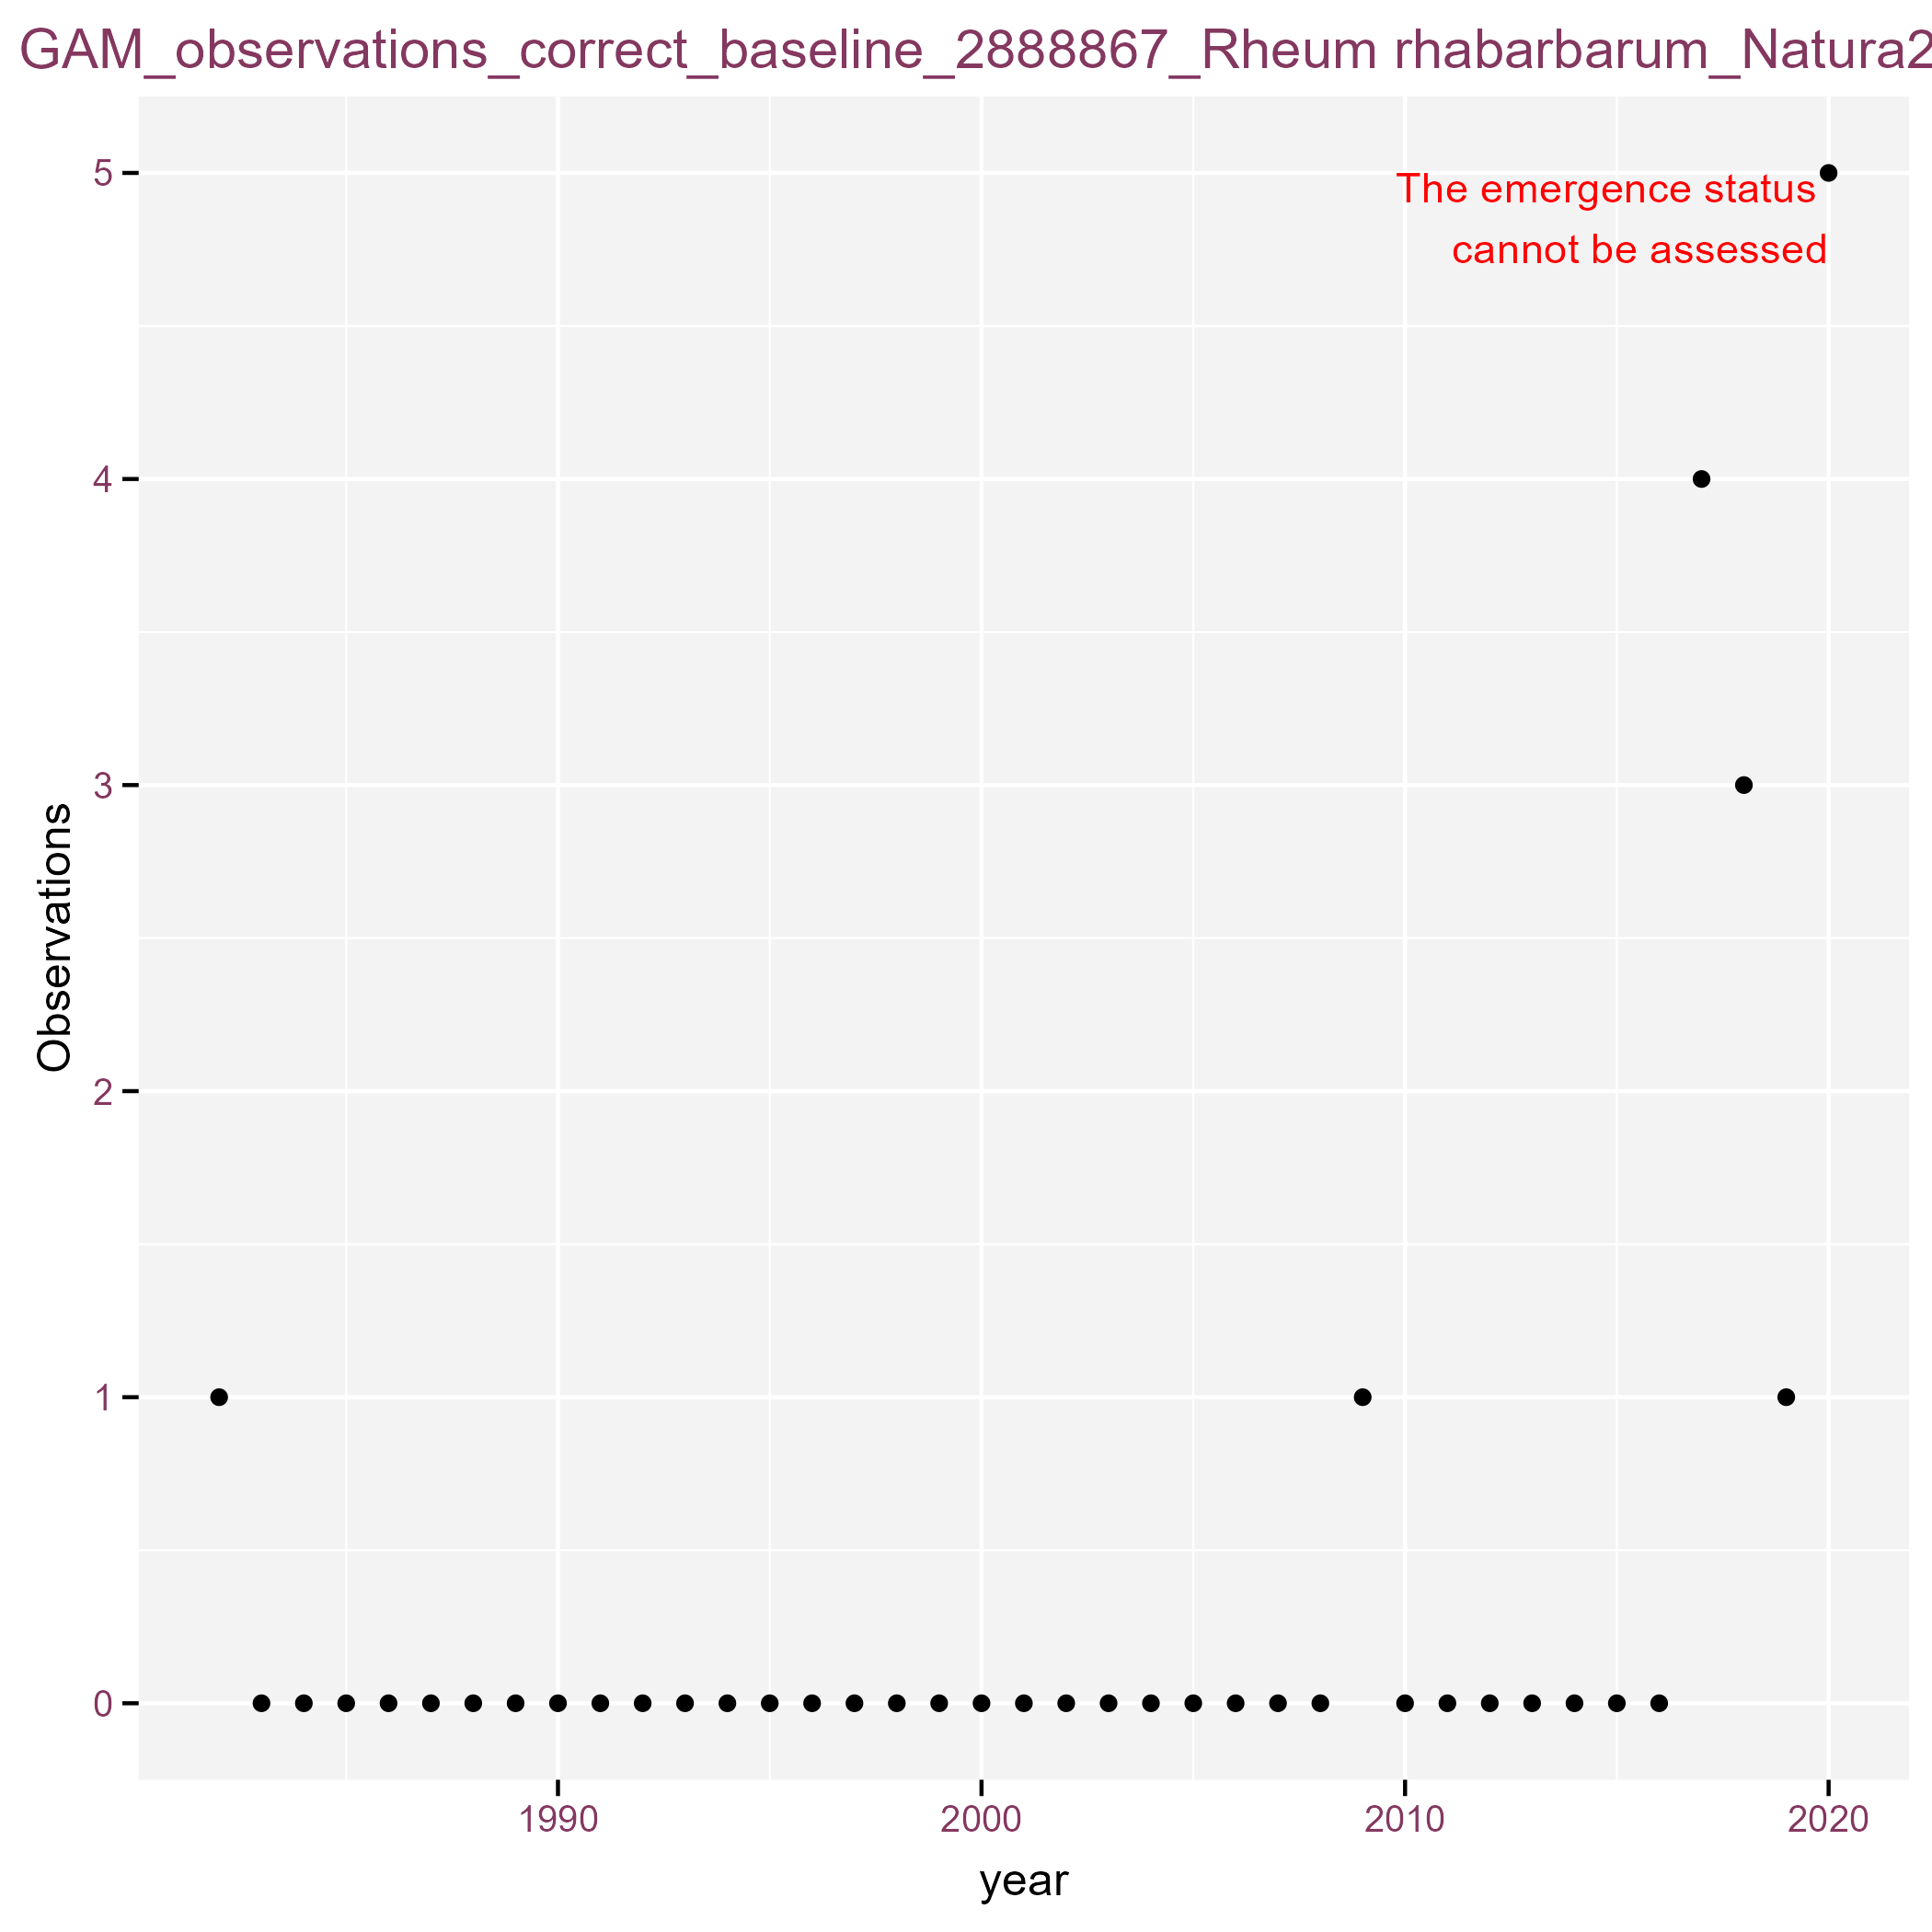 GAM_observations_correct_baseline_2888867_Rheum rhabarbarum_Natura2
The emergence status
cannot be assessed
5
4
3
2
1
0
Observations
1990 2000 2010 2020
year